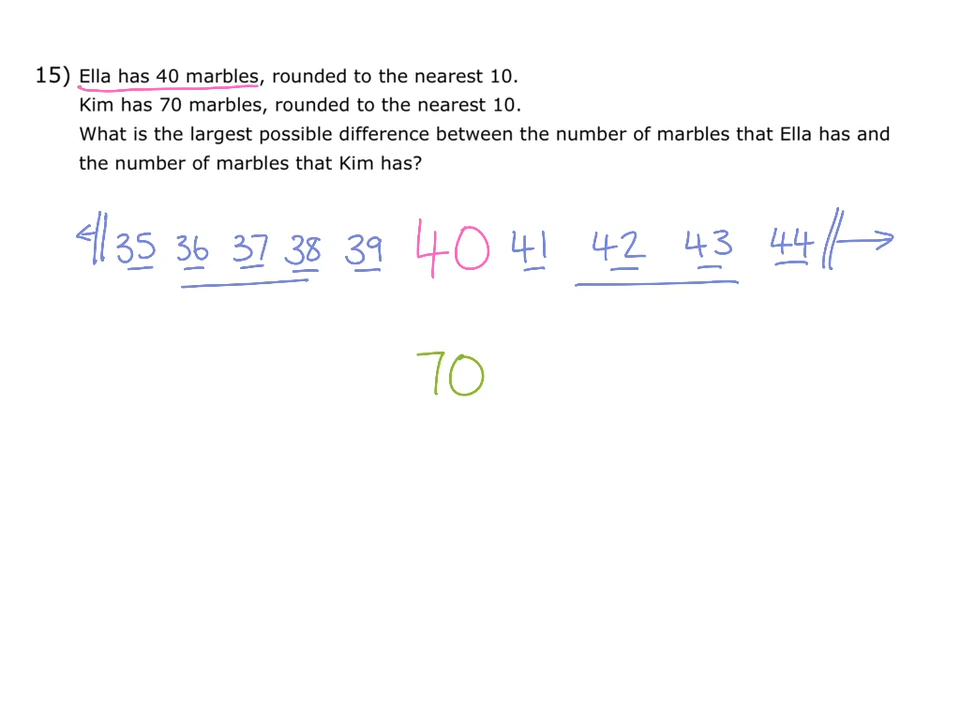 15) Ella has 40 marbles, rounded to the nearest 10.
Kim has 70 marbles, rounded to the nearest 10.
What is the largest possible difference between the number of marbles that Ella has and
the number of marbles that Kim has?
35 36 37 38 39 40 41 42 43 44
70